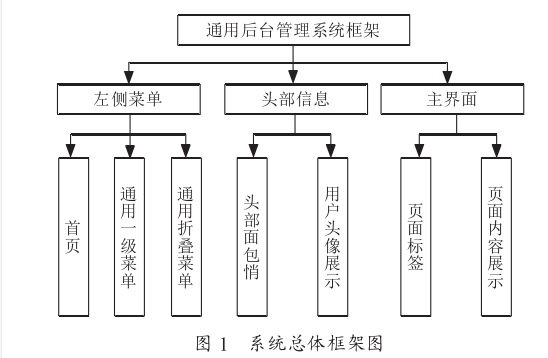 通用后台管理系统框架
左侧菜单
头部信息
主界面
首页
通用一级菜单
通用折叠菜单
头部面包悄
用户头像展示
页面标签
页面内容展示
图 1 系统总体框架图